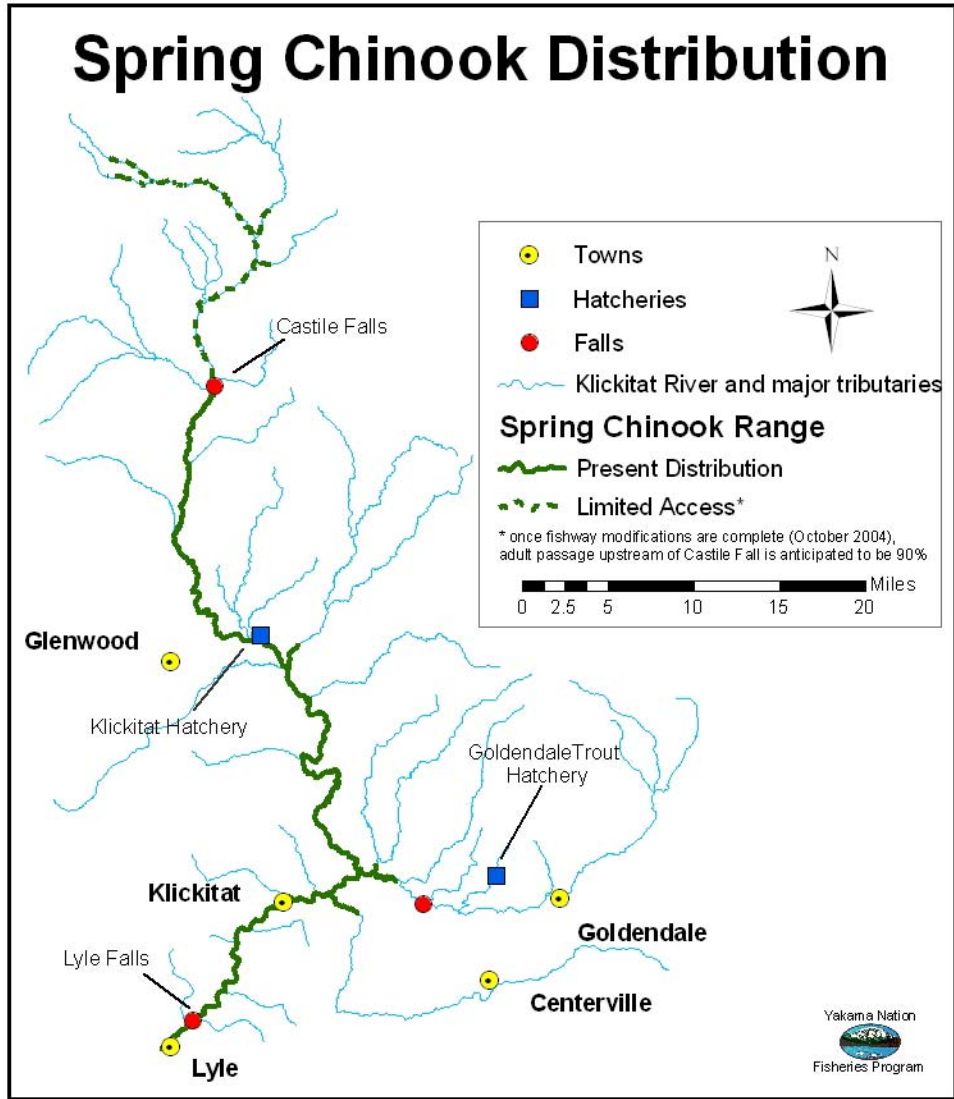 Spring Chinook Distribution
Towns
N
Hatcheries
Falls
Klickitat River and major tributaries
Spring Chinook Range
Present Distribution
Limited Access*
* once fishway modifications are complete (October 2004),
adult passage upstream of Castile Fall is anticipated to be 90%
Miles
0 2.5 5 10 15 20
Castile Falls
Glenwood
Klickitat Hatchery
GoldendaleTrout
Hatchery
Klickitat
Goldendale
Lyle Falls
Centerville
Lyle
Yakama Nation
Fisheries Program